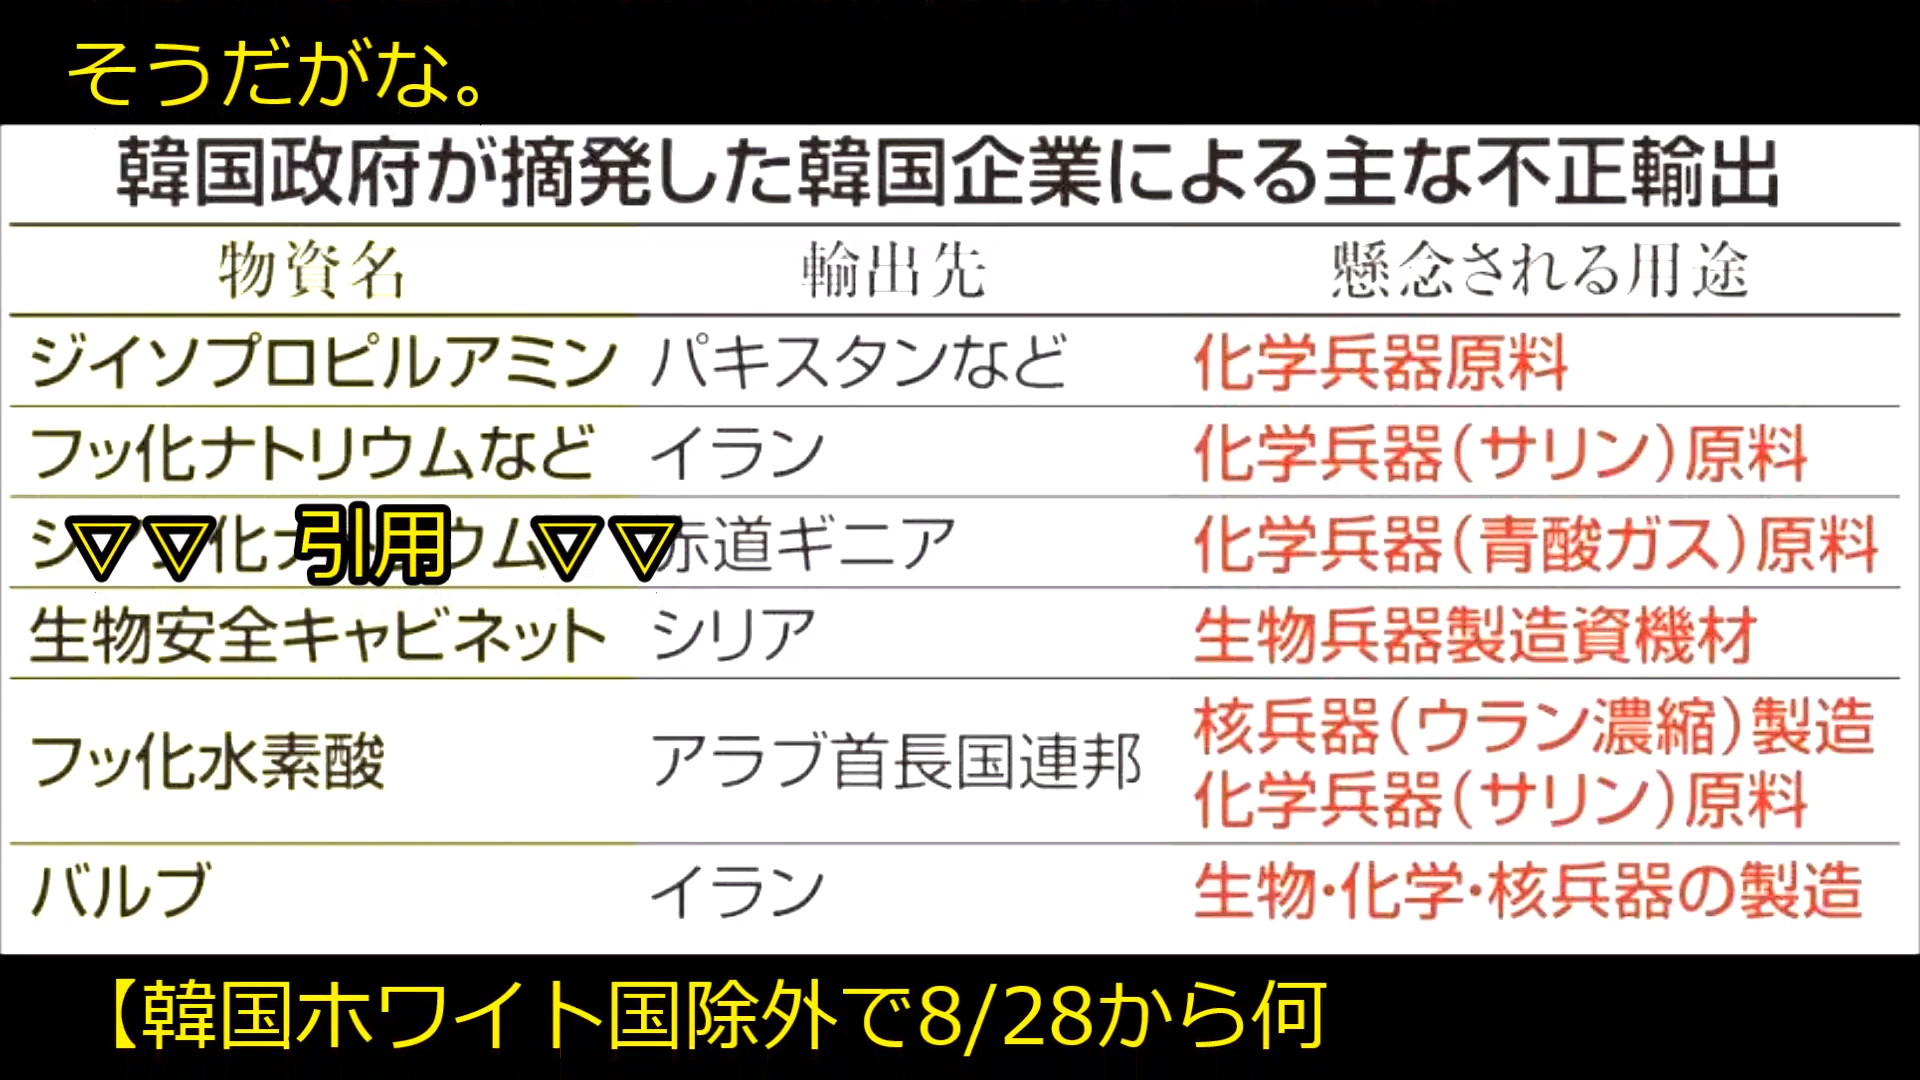 そうだがな。
韓国政府が摘発した韓国企業による主な不正輸出
物資名 輸出先 懸念される用途
ジイソプロピルアミン パキスタンなど 化学兵器原料
フッ化ナトリウムなど イラン 化学兵器(サリン)原料
▽▽ 引用 ▽▽
赤道ギニア 化学兵器(青酸ガス)原料
生物安全キャビネット シリア 生物兵器製造資機材
フッ化水素酸 アラブ首長国連邦 核兵器(ウラン濃縮)製造
化学兵器(サリン)原料
バルブ イラン 生物・化学・核兵器の製造
【韓国ホワイト国除外で8/28から何